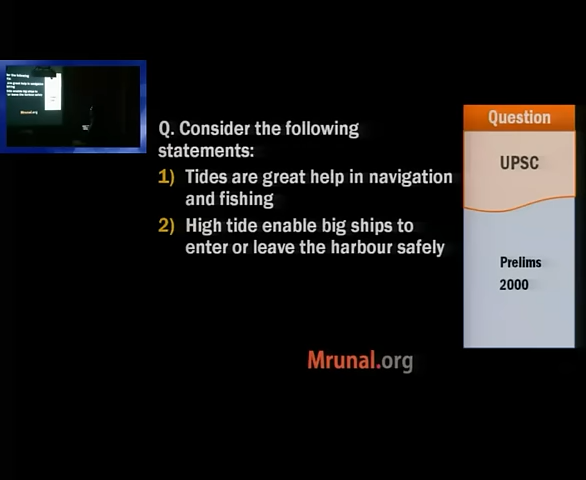 Q. Consider the following
statements:
1) Tides are great help in navigation
and fishing
2) High tide enable big ships to
enter or leave the harbour safely
Question
UPSC
Prelims
2000
Mrunal.org